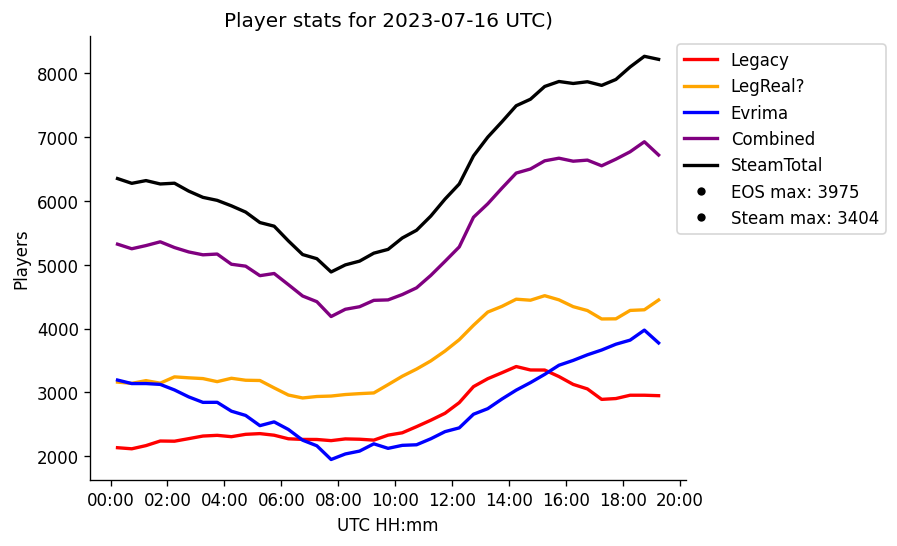 Player stats for 2023-07-16 UTC)
8000
7000
6000
5000
4000
3000
2000
Players
00:00 02:00 04:00 06:00 08:00 10:00 12:00 14:00 16:00 18:00 20:00
UTC HH:mm
Legacy
LegReal?
Evrima
Combined
SteamTotal
EOS max: 3975
Steam max: 3404